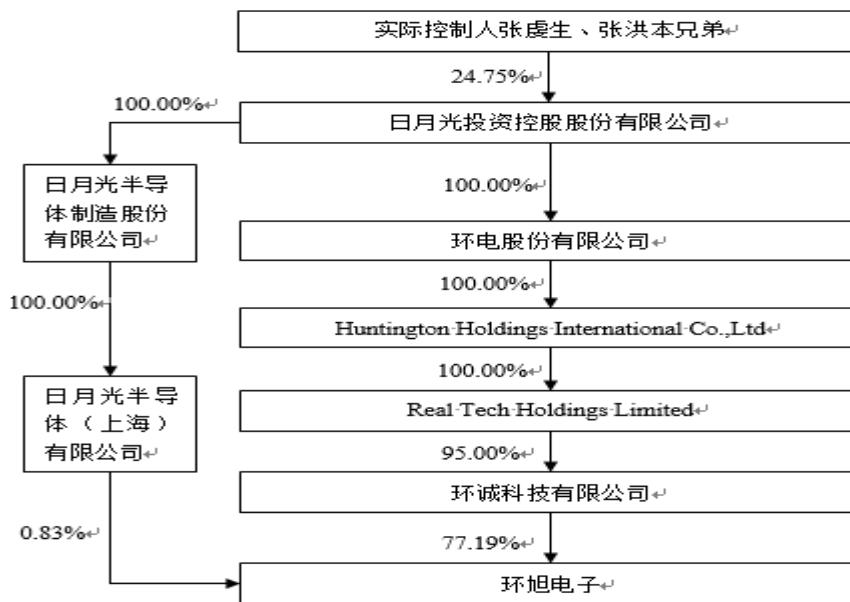 实际控制人张虔生、张洪本兄弟↵
24.75%↵
100.00%↵
日月光投资控股股份有限公司↵
日月光半导
体制造股份
有限公司↵
100.00%↵
环电股份有限公司↵
100.00%↵
100.00%↵
Huntington·Holdings·International·Co.,Ltd↵
100.00%↵
日月光半导
体（上海）
有限公司↵
Real·Tech·Holdings·Limited↵
95.00%↵
环诚科技有限公司↵
0.83%↵
77.19%↵
环旭电子↵